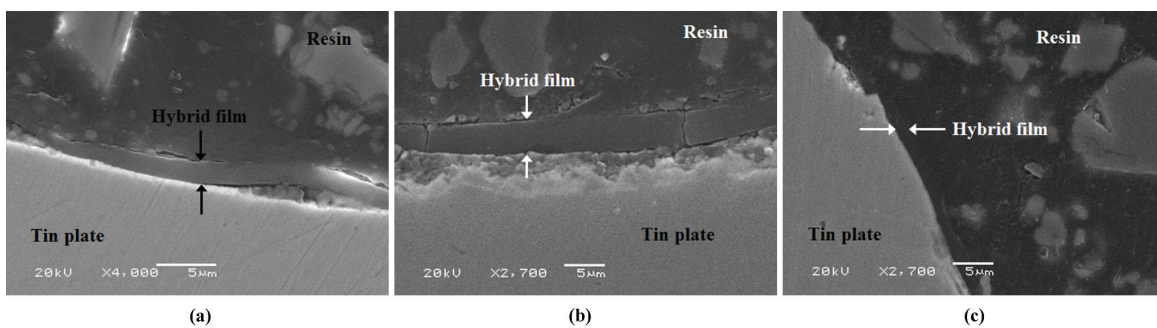 Resin
Hybrid film
Tin plate
20kV X4,000 5μm
(a)
Resin
Hybrid film
Tin plate
20kV X2,700 5μm
(b)
Resin
Hybrid film
Tin plate
20kV X2,700 5μm
(c)